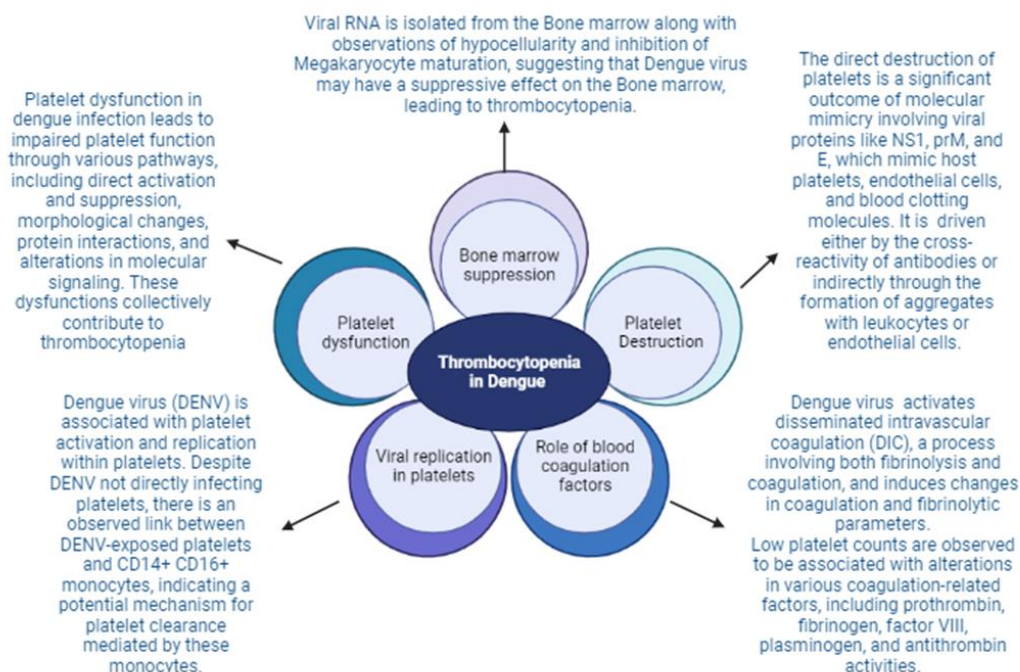 Viral RNA is isolated from the Bone marrow along with
observations of hypocellularity and inhibition of
Megakaryocyte maturation, suggesting that Dengue virus
may have a suppressive effect on the Bone marrow,
leading to thrombocytopenia.
Platelet dysfunction in
dengue infection leads to
impaired platelet function
through various pathways,
including direct activation
and suppression,
morphological changes,
protein interactions, and
alterations in molecular
signaling. These
dysfunctions collectively
contribute to
thrombocytopenia
The direct destruction of
platelets is a significant
outcome of molecular
mimicry involving viral
proteins like NS1, prM, and
E, which mimic host
platelets, endothelial cells,
and blood clotting
molecules. It is driven
either by the cross-
reactivity of antibodies or
indirectly through the
formation of aggregates
with leukocytes or
endothelial cells.
Bone marrow
suppression
Platelet
dysfunction
Platelet
Destruction
Thrombocytopenia
in Dengue
Viral replication
in platelets
Role of blood
coagulation
factors
Dengue virus (DENV) is
associated with platelet
activation and replication
within platelets. Despite
DENV not directly infecting
platelets, there is an
observed link between
DENV-exposed platelets
and CD14+ CD16+
monocytes, indicating a
potential mechanism for
platelet clearance
mediated by these
monocytes.
Dengue virus activates
disseminated intravascular
coagulation (DIC), a process
involving both fibrinolysis and
coagulation, and induces changes
in coagulation and fibrinolytic
parameters.
Low platelet counts are observed
to be associated with alterations
in various coagulation-related
factors, including prothrombin,
fibrinogen, factor VIII,
plasminogen, and antithrombin
activities.